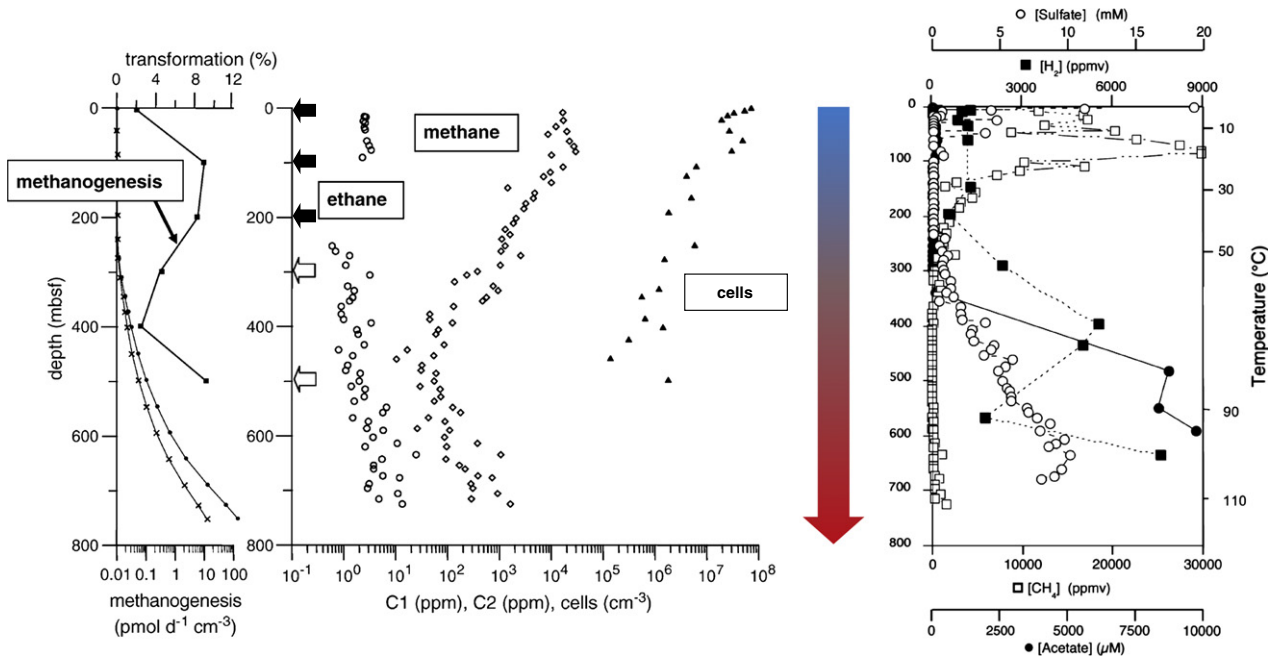 transformation (%)
0 4 8 12
0
200
400
600
800
depth (mbsf)
methanogenesis
0.01 0.1 1 10 100
methanogenesis
(pmol d⁻¹ cm⁻³)
methane
ethane
cells
0
200
400
600
800
10⁻¹ 10⁰ 10¹ 10² 10³ 10⁴ 10⁵ 10⁶ 10⁷ 10⁸
C1 (ppm), C2 (ppm), cells (cm⁻³)
[Sulfate] (mM)
0 5 10 15 20
[H₂] (ppmv)
0 3000 6000 9000
0
100
200
300
400
500
600
700
800
10
30
50
90
110
Temperature (°C)
0 10000 20000 30000
[CH₄] (ppmv)
0 2500 5000 7500 10000
[Acetate] (µM)